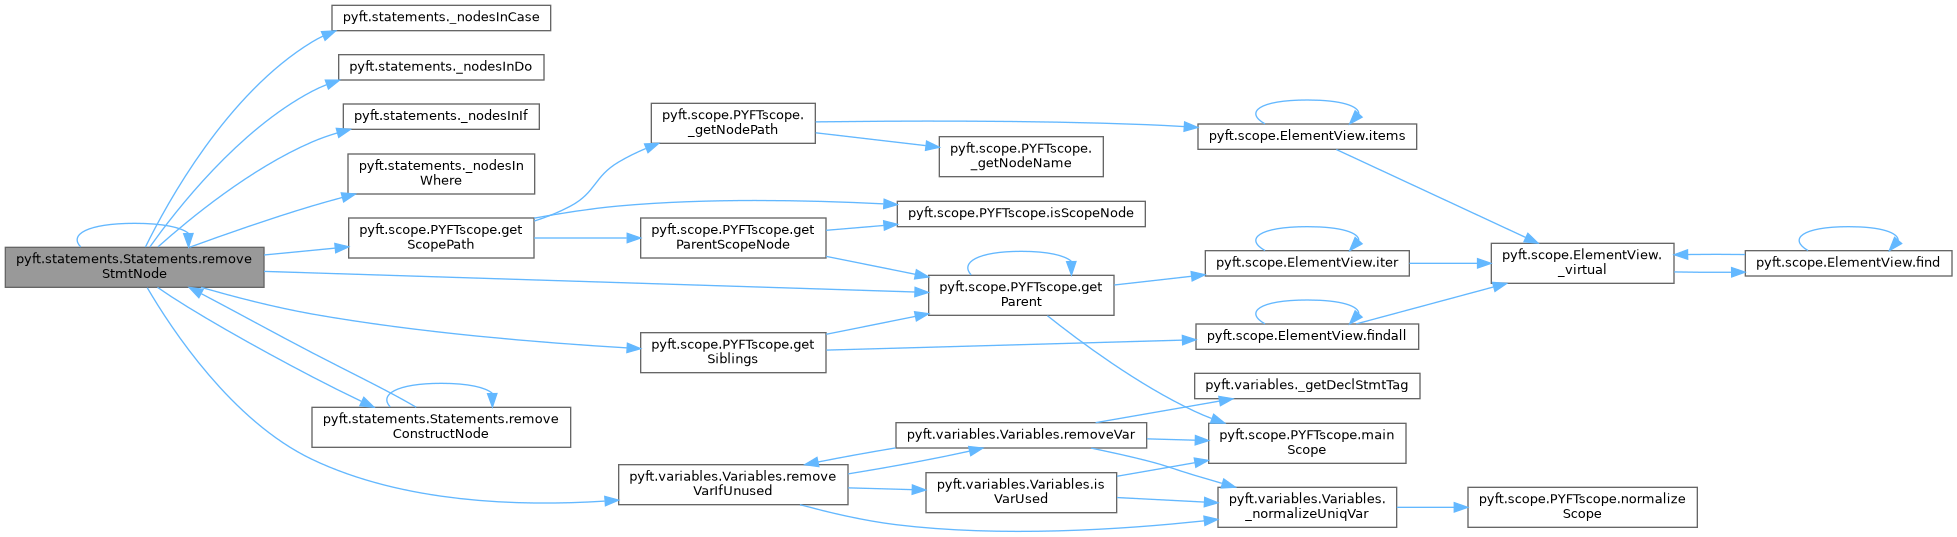 pyft.statements._nodesInCase
pyft.statements._nodesInDo
pyft.statements._nodesInIf
pyft.statements._nodesIn
Where
pyft.statements.Statements.remove
StmtNode
pyft.scope.PYFTscope.get
ScopePath
pyft.statements.Statements.remove
ConstructNode
pyft.scope.PYFTscope.
_getNodePath
pyft.scope.PYFTscope.get
ParentScopeNode
pyft.scope.PYFTscope.get
Siblings
pyft.variables.Variables.remove
VarIfUnused
pyft.scope.PYFTscope.
_getNodeName
pyft.scope.PYFTscope.isScopeNode
pyft.scope.PYFTscope.get
Parent
pyft.variables.Variables.removeVar
pyft.variables.Variables.is
VarUsed
pyft.scope.ElementView.items
pyft.scope.ElementView.iter
pyft.scope.ElementView.findall
pyft.variables._getDeclStmtTag
pyft.scope.PYFTscope.main
Scope
pyft.variables.Variables.
_normalizeUniqVar
pyft.scope.ElementView.
_virtual
pyft.scope.PYFTscope.normalize
Scope
pyft.scope.ElementView.find